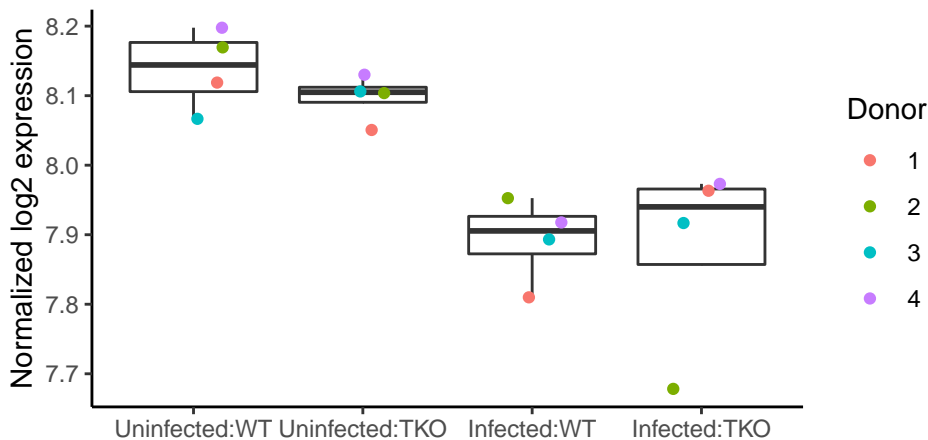 Normalized log2 expression
8.2
8.1
8.0
7.9
7.8
7.7
Uninfected:WT
Uninfected:TKO
Infected:WT
Infected:TKO
Donor
1
2
3
4